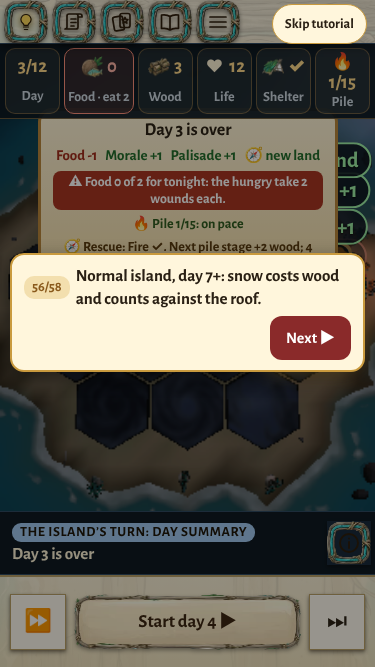 Skip tutorial
3/12
Day
0
Food · eat 2
3
Wood
12
Life
Shelter
1/15
Pile
Day 3 is over
Food -1 Morale +1 Palisade +1 new land
nd
Food 0 of 2 for tonight: the hungry take 2
wounds each.
+1
Pile 1/15: on pace
+1
Rescue: Fire ✓. Next pile stage +2 wood; 4
56/58
Normal island, day 7+: snow costs wood
and counts against the roof.
Next
THE ISLAND'S TURN: DAY SUMMARY
Day 3 is over
Start day 4